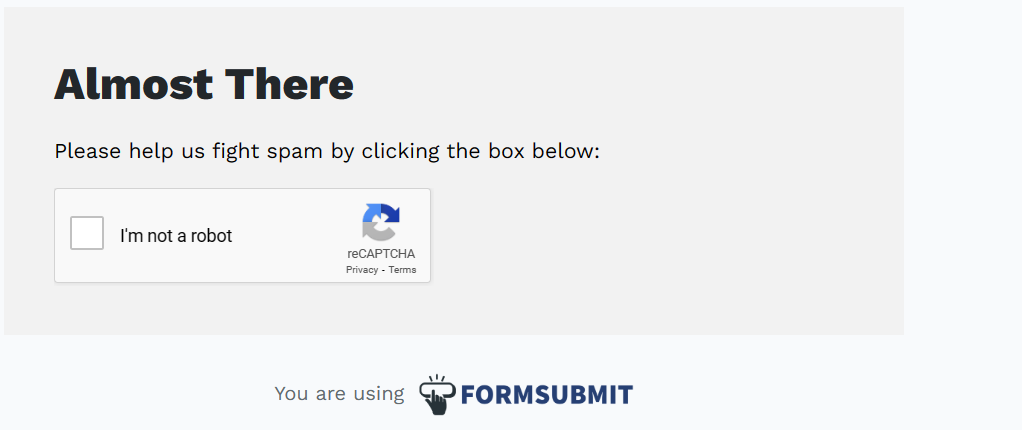 Almost There
Please help us fight spam by clicking the box below:
I'm not a robot
reCAPTCHA
Privacy - Terms
You are using FORMSUBMIT